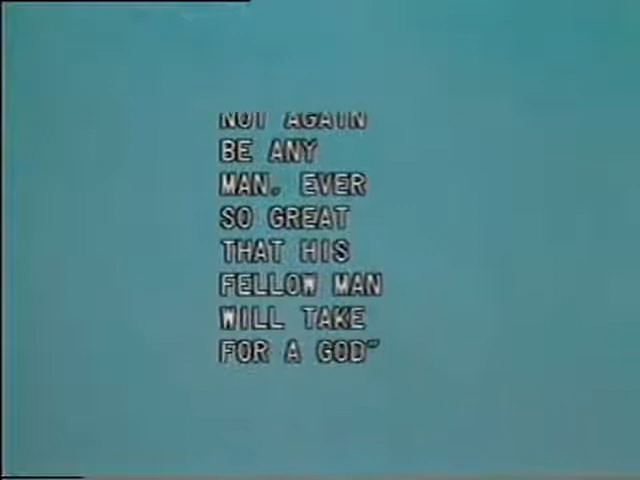 NOT AGAIN
BE ANY
MAN. EVER
SO GREAT
THAT HIS
FELLOW MAN
WILL TAKE
FOR A GOD"